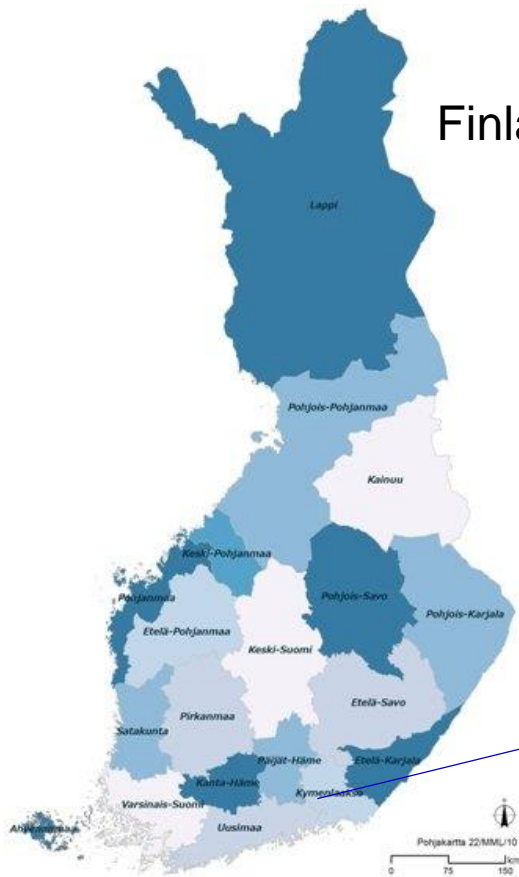 Finla
Lappi
Pohjois-Pohjanmaa
Kainuu
Keski-Pohjanmaa
Pohjanmaa
Pohjois-Savo
Pohjois-Karjala
Etelä-Pohjanmaa
Keski-Suomi
Etelä-Savo
Pirkanmaa
Satakunta
Päijät-Häme
Etelä-Karjala
Kanta-Häme
Kymenlaakso
Varsinais-Suomi
Ahvenanmaa
Uusimaa
Pohjakartta 22/MML/10
km
0 75 150